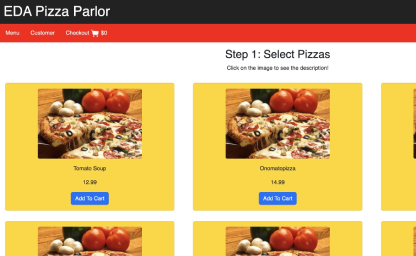 EDA Pizza Parlor
Menu Customer Checkout $0
Step 1: Select Pizzas
Click on the image to see the description!
Tomato Soup
12.99
Add To Cart
Onomatopizza
14.99
Add To Cart